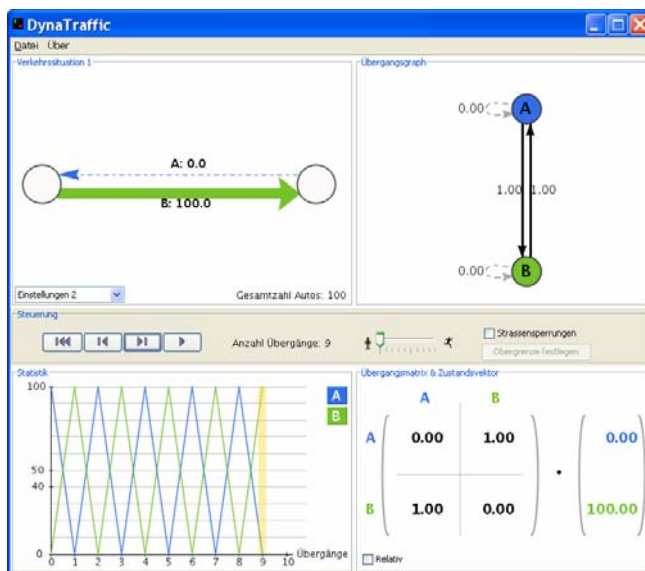 DynaTraffic
Datei Über
Verkehrssituation 1
A: 0.0
B: 100.0
Einstellungen 2
Gesamtzahl Autos: 100
Übergangsgraph
0.00 A
1.00 1.00
0.00 B
Steuerung
Anzahl Übergänge: 9
Strassensperrungen
Obergrenze festlegen
Statistik
100
50
40
0
0 1 2 3 4 5 6 7 8 9 10
Übergänge
A
B
Übergangsmatrix & Zustandsvektor
A B
A 0.00 1.00 0.00
B 1.00 0.00 100.00
Relativ